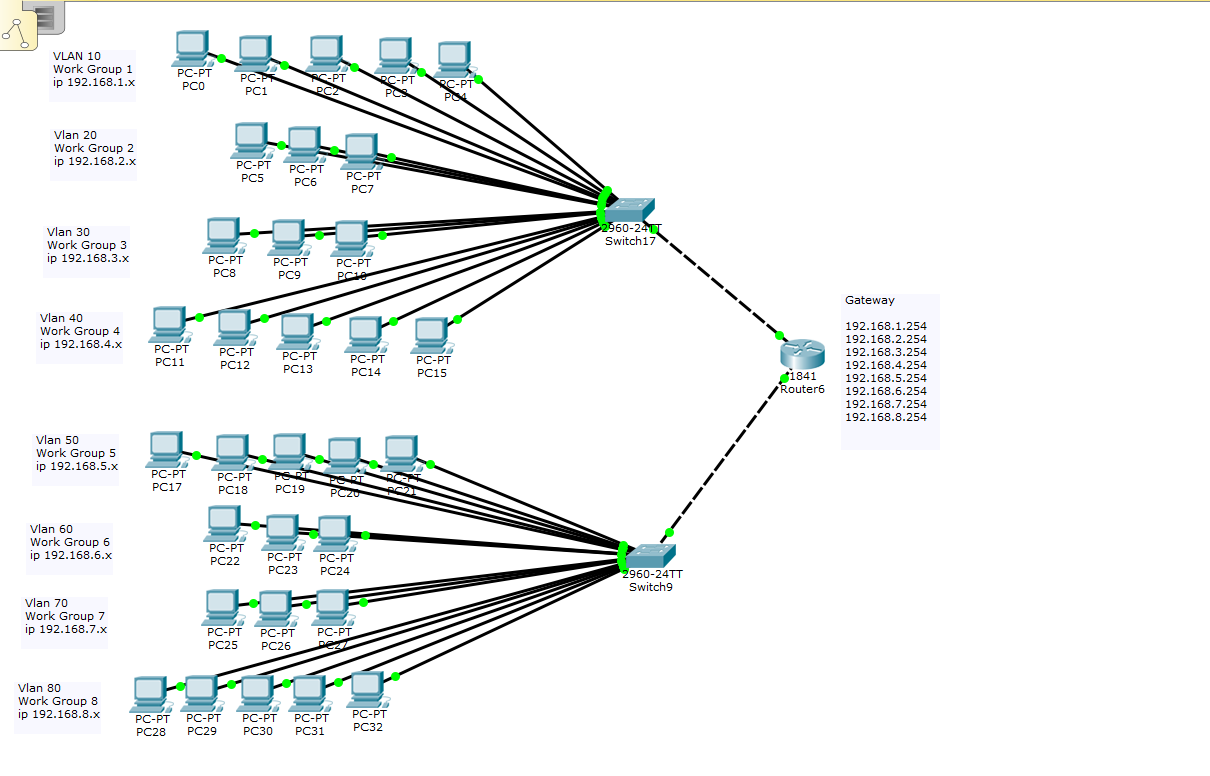 VLAN 10
Work Group 1
ip 192.168.1.x
PC-PT
PC0
PC-PT
PC1
PC-PT
PC2
PC-PT
PC3
PC-PT
PC4
Vlan 20
Work Group 2
ip 192.168.2.x
PC-PT
PC5
PC-PT
PC6
PC-PT
PC7
2960-24TT
Switch17
Vlan 30
Work Group 3
ip 192.168.3.x
PC-PT
PC8
PC-PT
PC9
PC-PT
PC10
Vlan 40
Work Group 4
ip 192.168.4.x
PC-PT
PC11
PC-PT
PC12
PC-PT
PC13
PC-PT
PC14
PC-PT
PC15
1841
Router6
Gateway
192.168.1.254
192.168.2.254
192.168.3.254
192.168.4.254
192.168.5.254
192.168.6.254
192.168.7.254
192.168.8.254
Vlan 50
Work Group 5
ip 192.168.5.x
PC-PT
PC17
PC-PT
PC18
PC-PT
PC19
PC-PT
PC20
PC-PT
PC21
Vlan 60
Work Group 6
ip 192.168.6.x
PC-PT
PC22
PC-PT
PC23
PC-PT
PC24
2960-24TT
Switch9
Vlan 70
Work Group 7
ip 192.168.7.x
PC-PT
PC25
PC-PT
PC26
PC-PT
PC27
Vlan 80
Work Group 8
ip 192.168.8.x
PC-PT
PC28
PC-PT
PC29
PC-PT
PC30
PC-PT
PC31
PC-PT
PC32